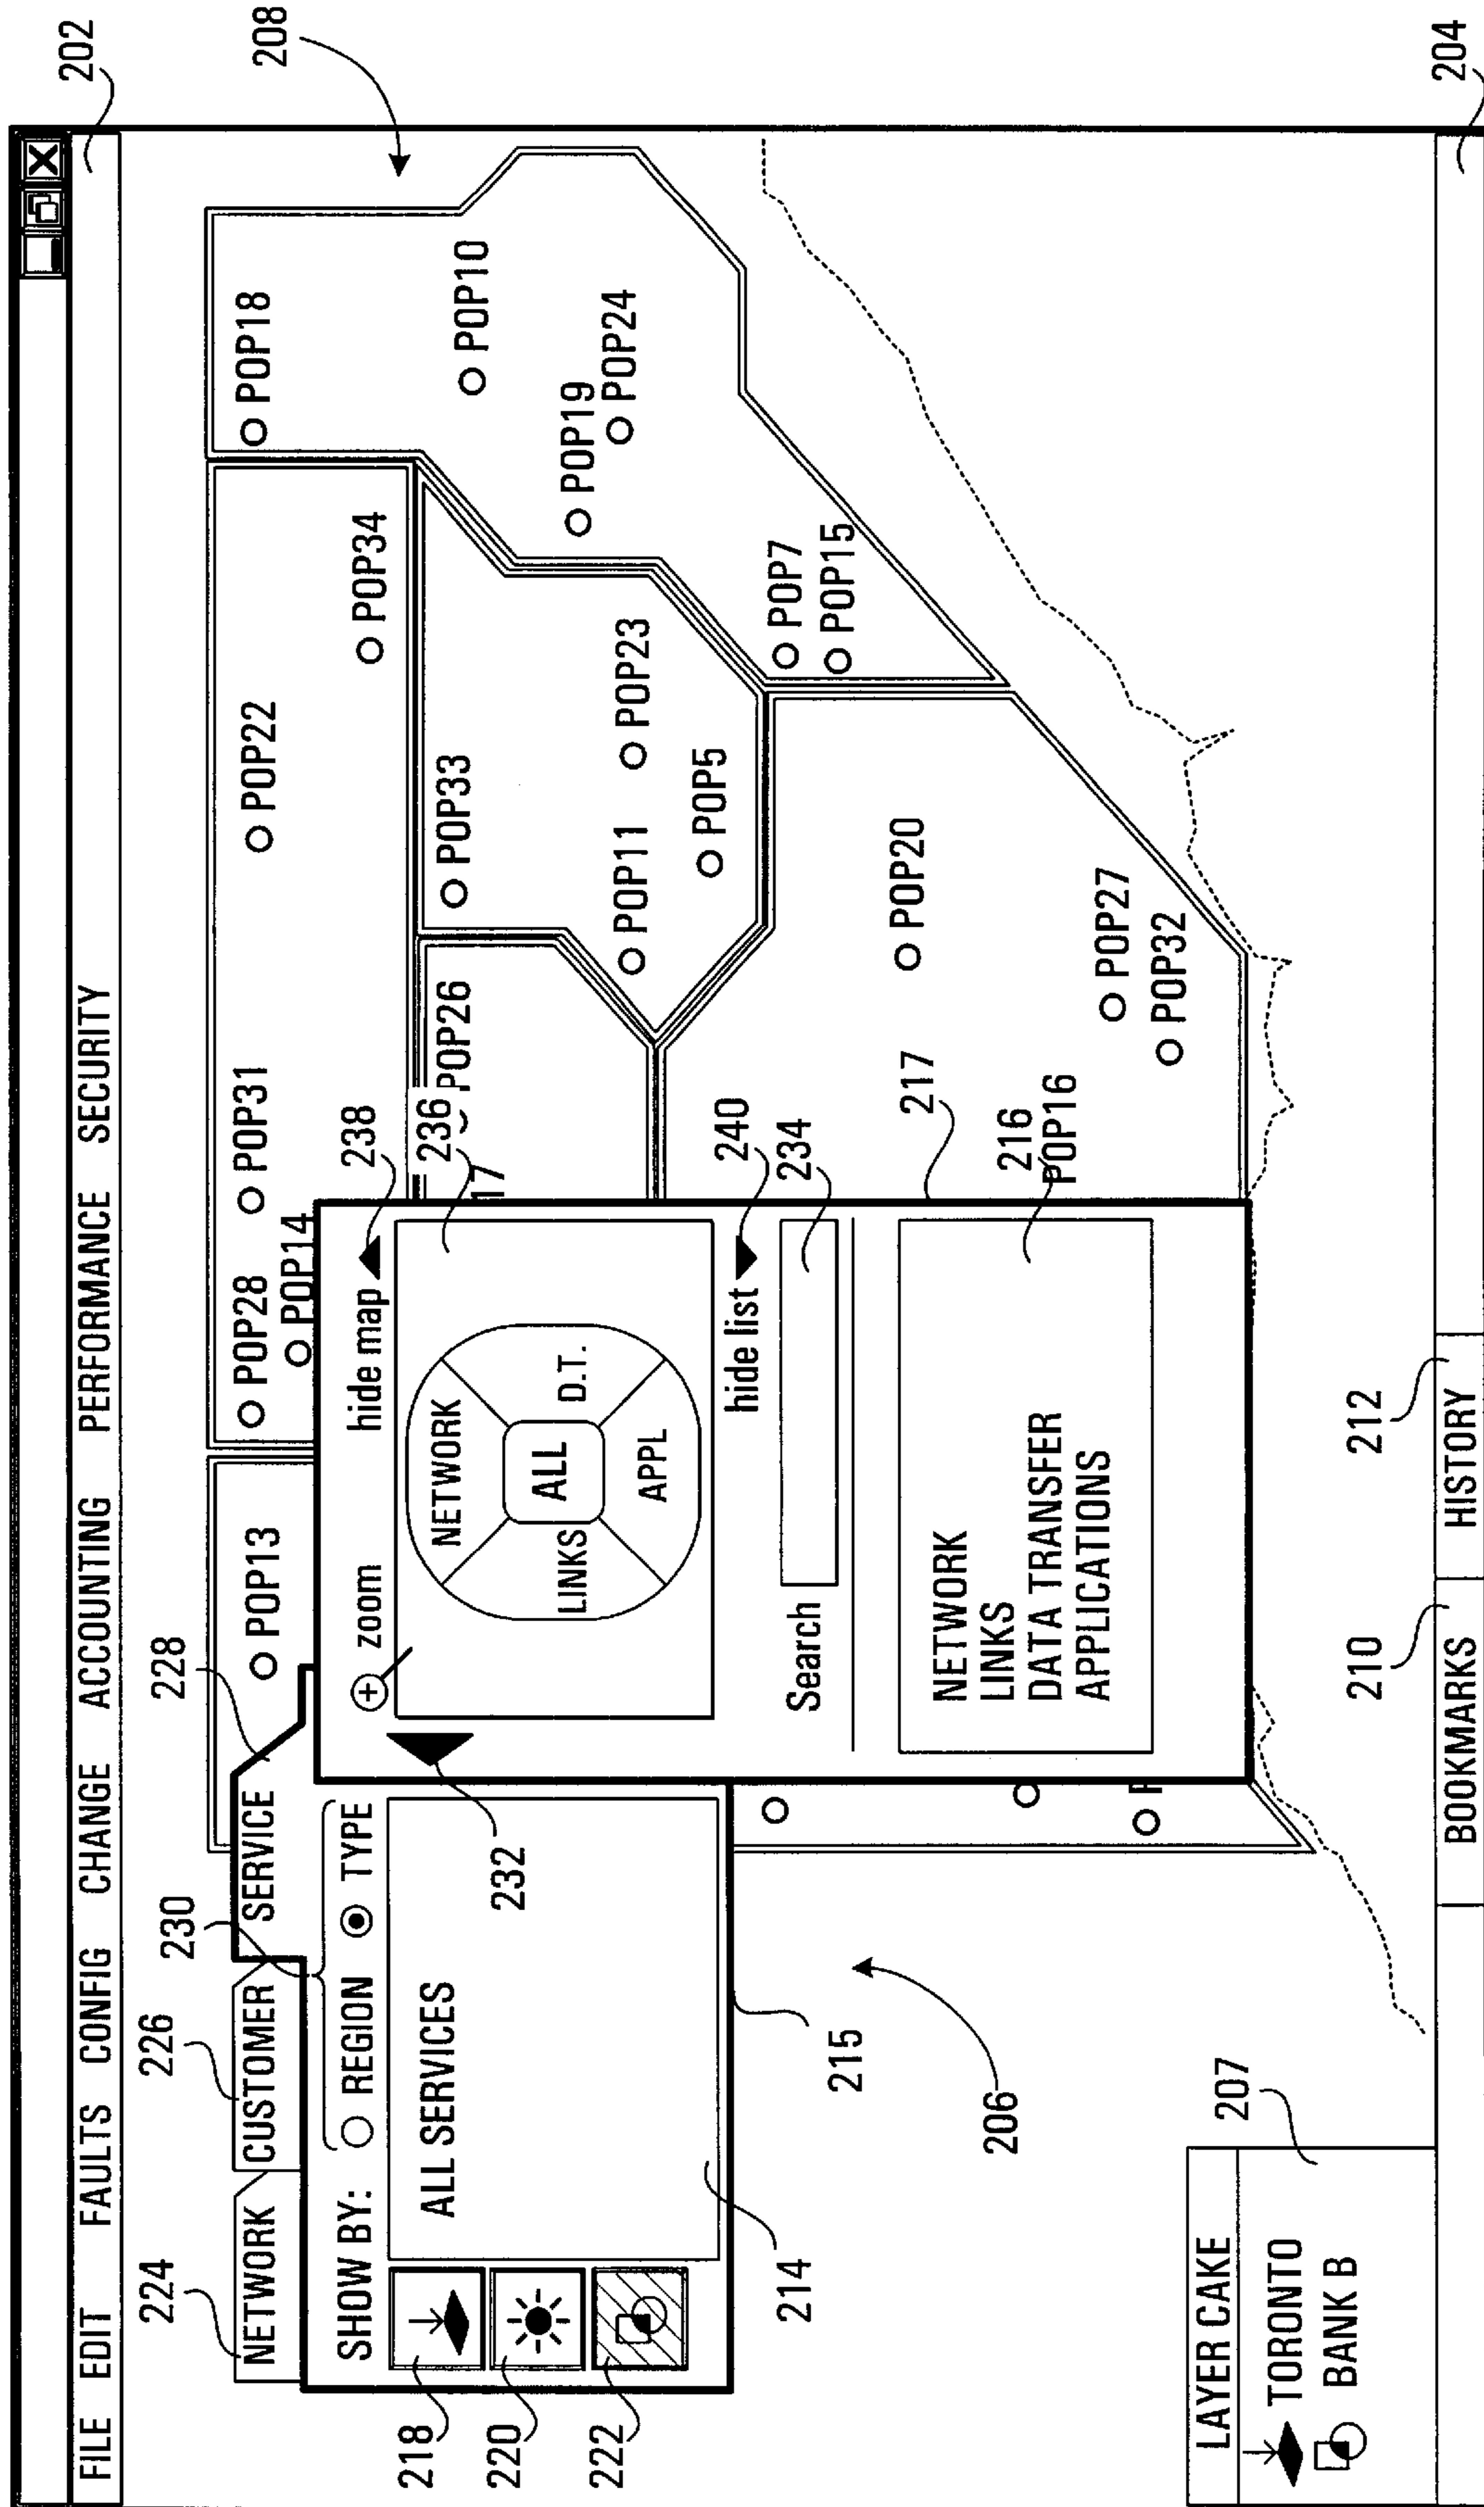 202
FILE EDIT FAULTS CONFIG CHANGE ACCOUNTING PERFORMANCE SECURITY
208
224
226
230
228
NETWORK
CUSTOMER
SERVICE
SHOW BY:
REGION
TYPE
218
220
222
ALL SERVICES
214
215
232
206
zoom
hide map
238
236
NETWORK
LINKS
ALL
D.T.
APPL
hide list
240
Search
234
NETWORK
LINKS
DATA TRANSFER
APPLICATIONS
216
217
POP13
POP28
POP14
POP31
POP22
POP34
POP18
POP10
POP19
POP24
POP33
POP26
17
POP11
POP23
POP5
POP7
POP15
POP20
POP27
POP32
POP16
LAYER CAKE
TORONTO
BANK B
207
210
212
BOOKMARKS
HISTORY
204